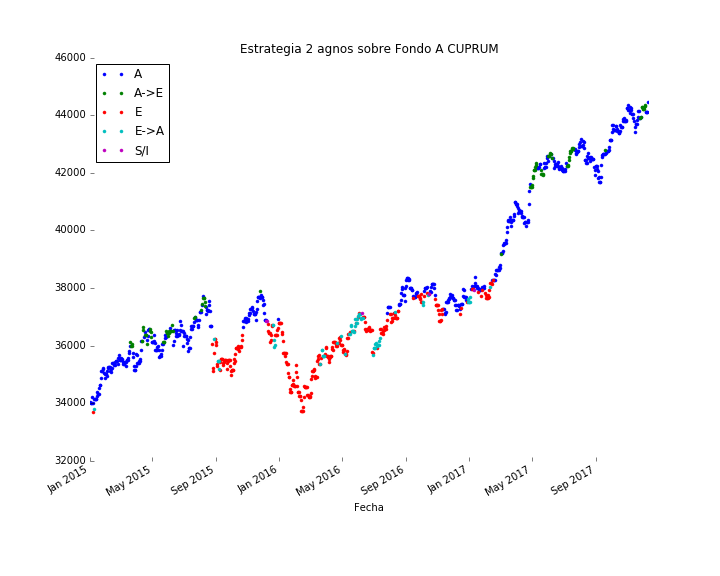 Estrategia 2 agnos sobre Fondo A CUPRUM
46000
44000
42000
40000
38000
36000
34000
32000
A
A->E
E
E->A
S/I
Jan 2015
May 2015
Sep 2015
Jan 2016
May 2016
Sep 2016
Jan 2017
May 2017
Sep 2017
Fecha